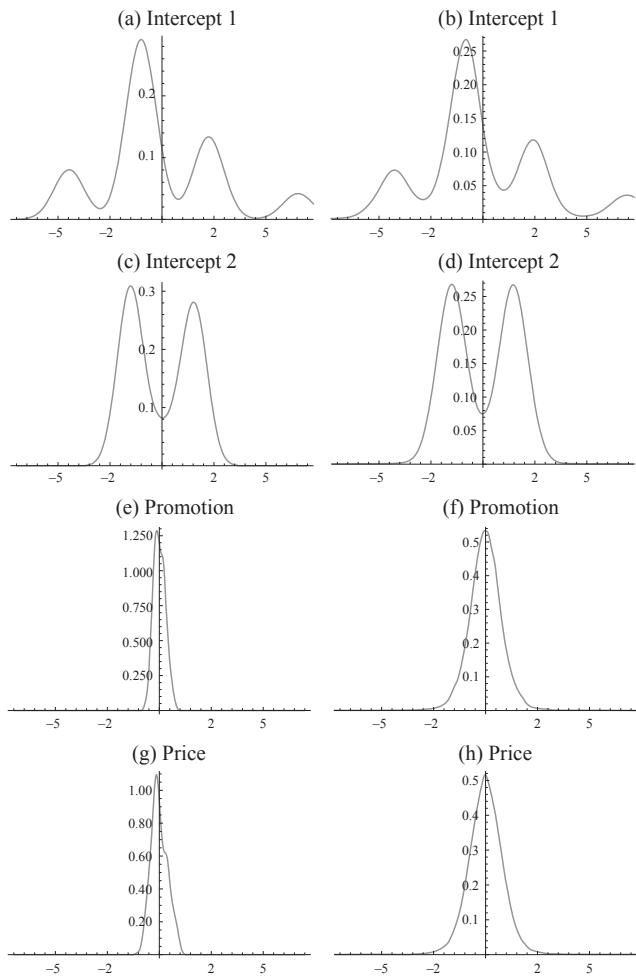 (a) Intercept 1
(b) Intercept 1
0.2
0.1
−5 −2 2 5
0.25
0.20
0.15
0.10
0.05
−5 −2 2 5
(c) Intercept 2
(d) Intercept 2
0.3
0.2
0.1
−5 −2 2 5
0.25
0.20
0.15
0.10
0.05
−5 −2 2 5
(e) Promotion
(f) Promotion
1.250
1.000
0.750
0.500
0.250
−5 −2 2 5
0.5
0.4
0.3
0.2
0.1
−5 −2 2 5
(g) Price
(h) Price
1.00
0.80
0.60
0.40
0.20
−5 −2 2 5
0.5
0.4
0.3
0.2
0.1
−5 −2 2 5